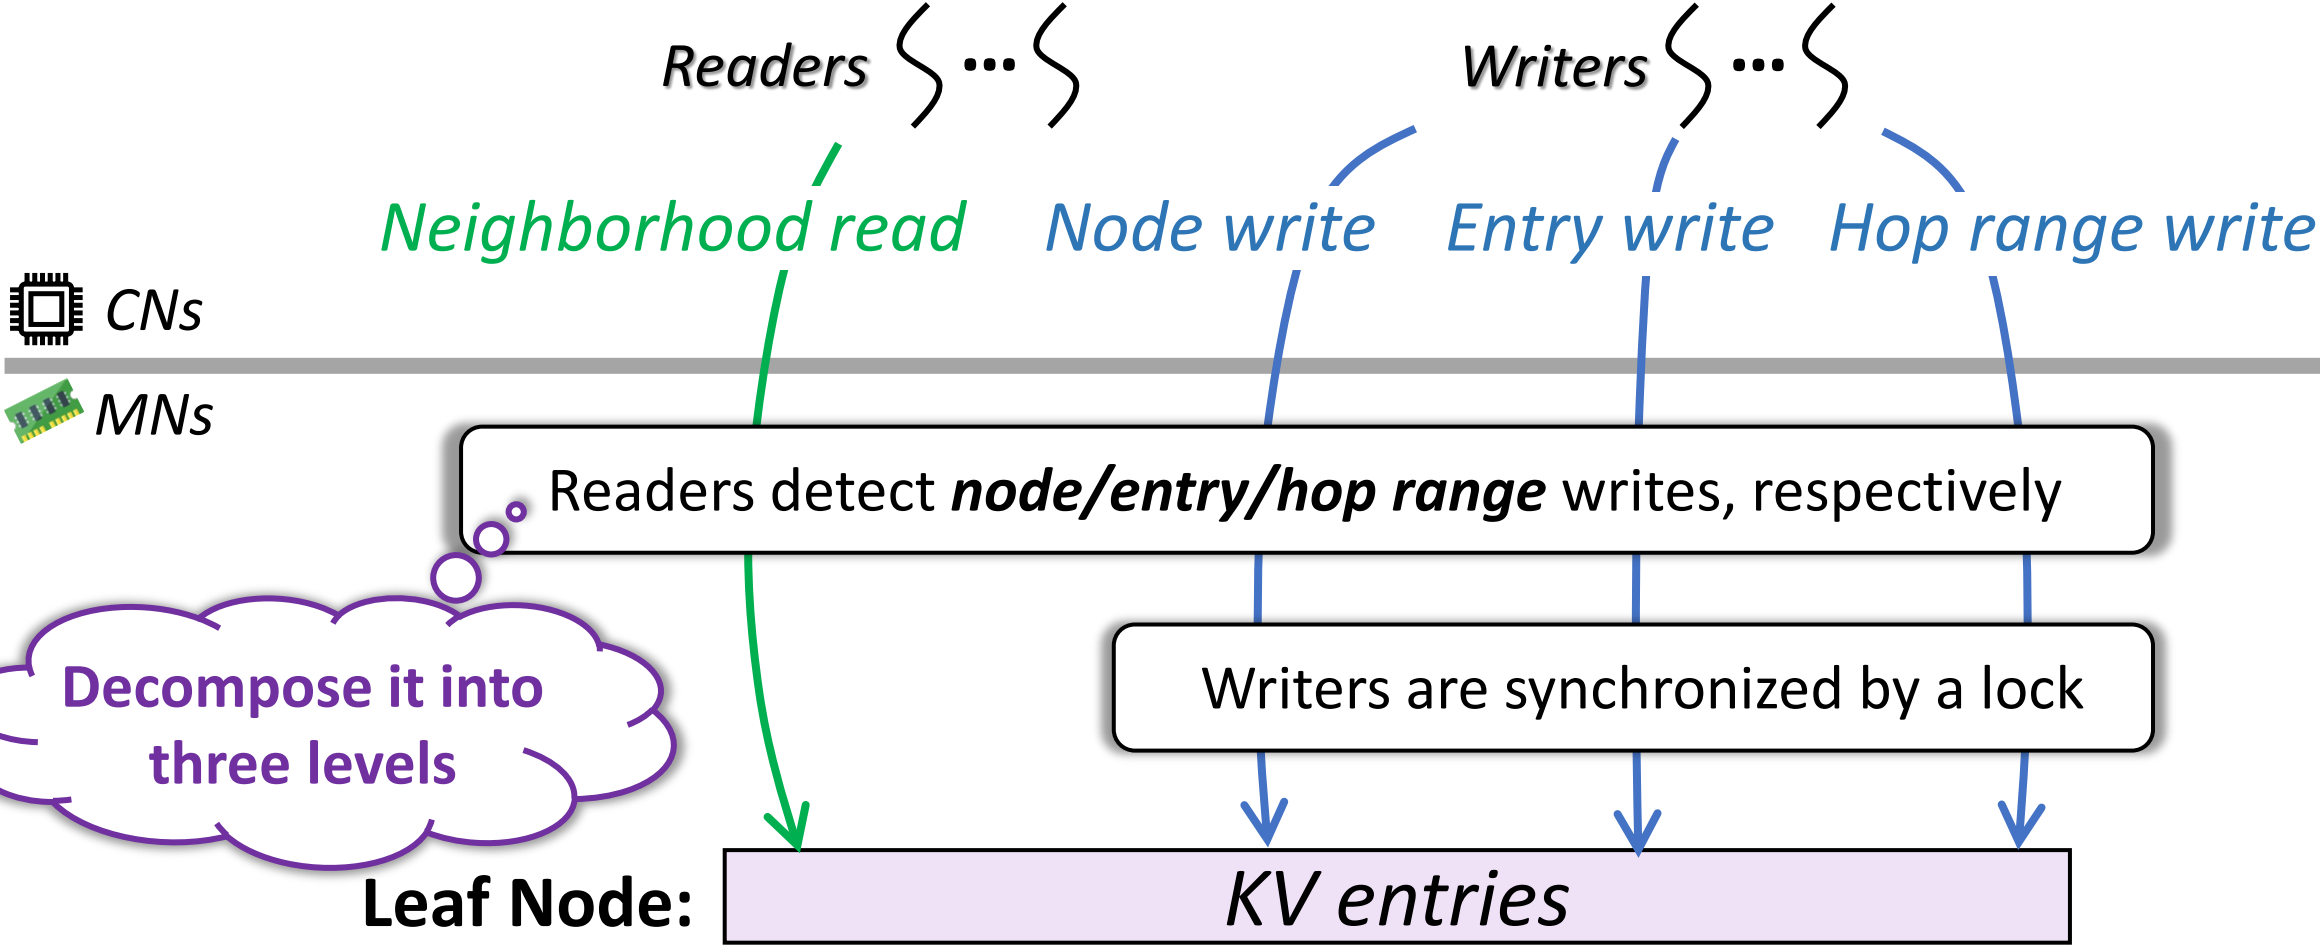 Readers ... Writers ...
Neighborhood read Node write Entry write Hop range write
CNs
MNs
Readers detect node/entry/hop range writes, respectively
Decompose it into
three levels
Writers are synchronized by a lock
Leaf Node: KV entries